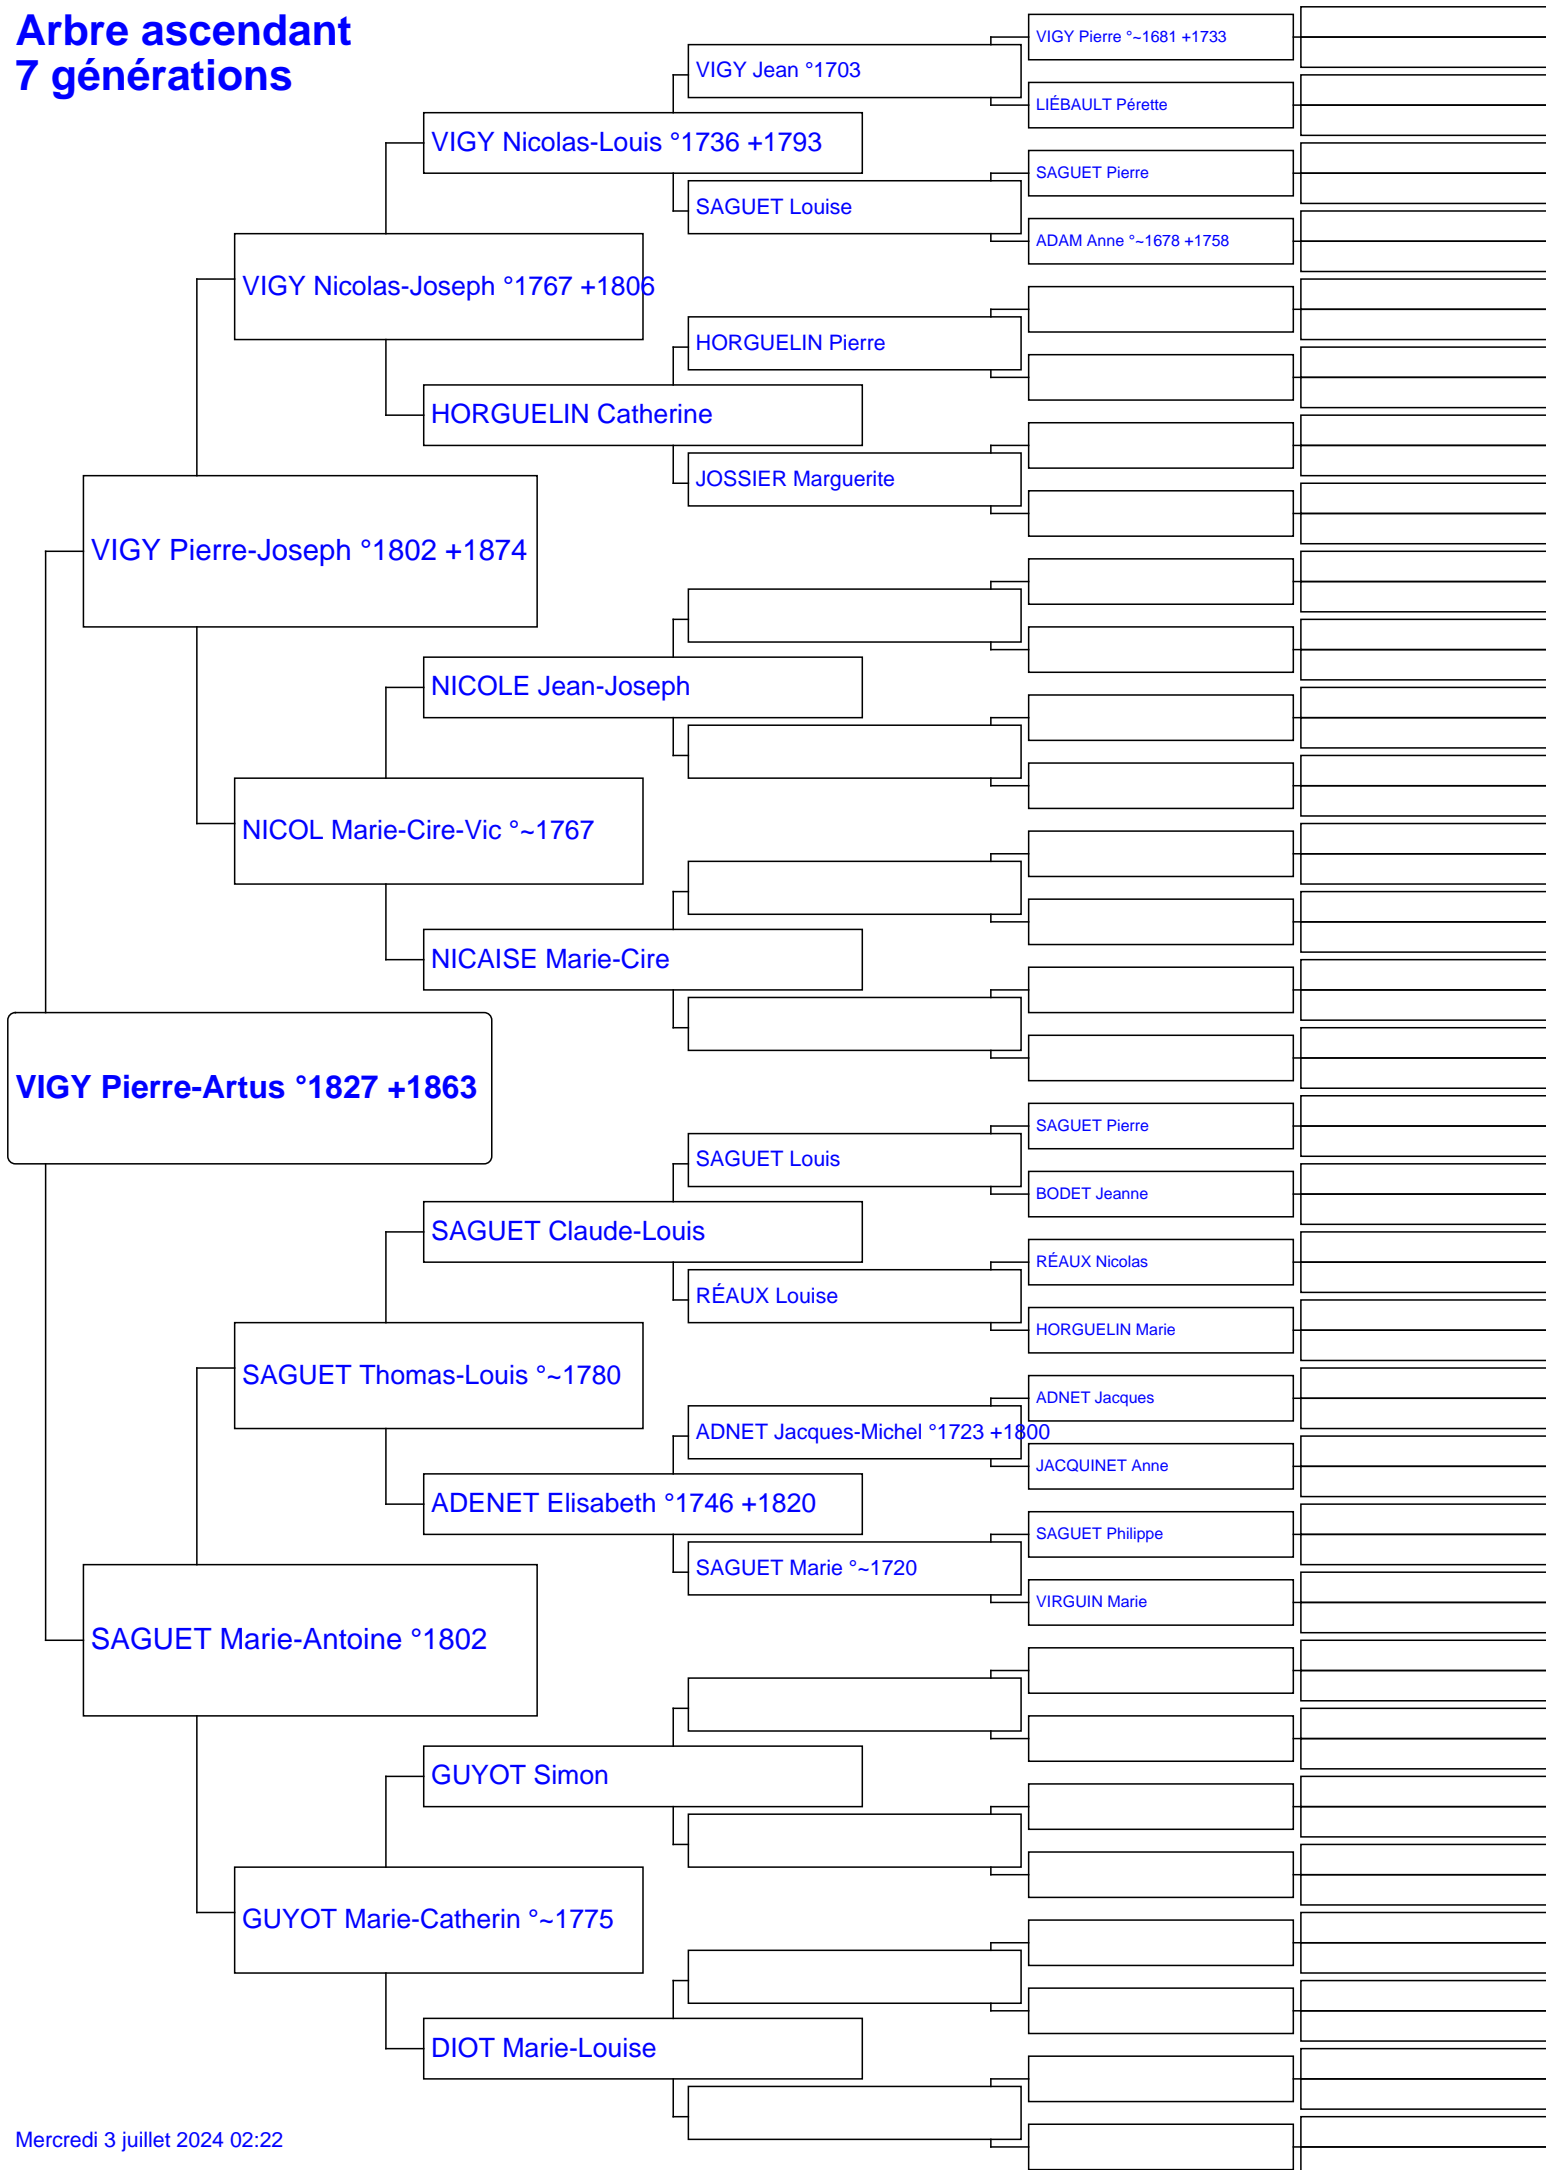 Arbre ascendant
7 générations
VIGY Pierre °~1681 +1733
VIGY Jean °1703
LIÉBAULT Pérette
VIGY Nicolas-Louis °1736 +1793
SAGUET Pierre
SAGUET Louise
ADAM Anne °~1678 +1758
VIGY Nicolas-Joseph °1767 +1806
HORGUELIN Pierre
HORGUELIN Catherine
JOSSIER Marguerite
VIGY Pierre-Joseph °1802 +1874
NICOLE Jean-Joseph
NICOL Marie-Cire-Vic °~1767
NICAISE Marie-Cire
VIGY Pierre-Artus °1827 +1863
SAGUET Pierre
SAGUET Louis
BODET Jeanne
SAGUET Claude-Louis
RÉAUX Nicolas
RÉAUX Louise
HORGUELIN Marie
SAGUET Thomas-Louis °~1780
ADNET Jacques
ADNET Jacques-Michel °1723 +1800
JACQUINET Anne
ADENET Elisabeth °1746 +1820
SAGUET Philippe
SAGUET Marie °~1720
VIRGUIN Marie
SAGUET Marie-Antoine °1802
GUYOT Simon
GUYOT Marie-Catherin °~1775
DIOT Marie-Louise
Mercredi 3 juillet 2024 02:22